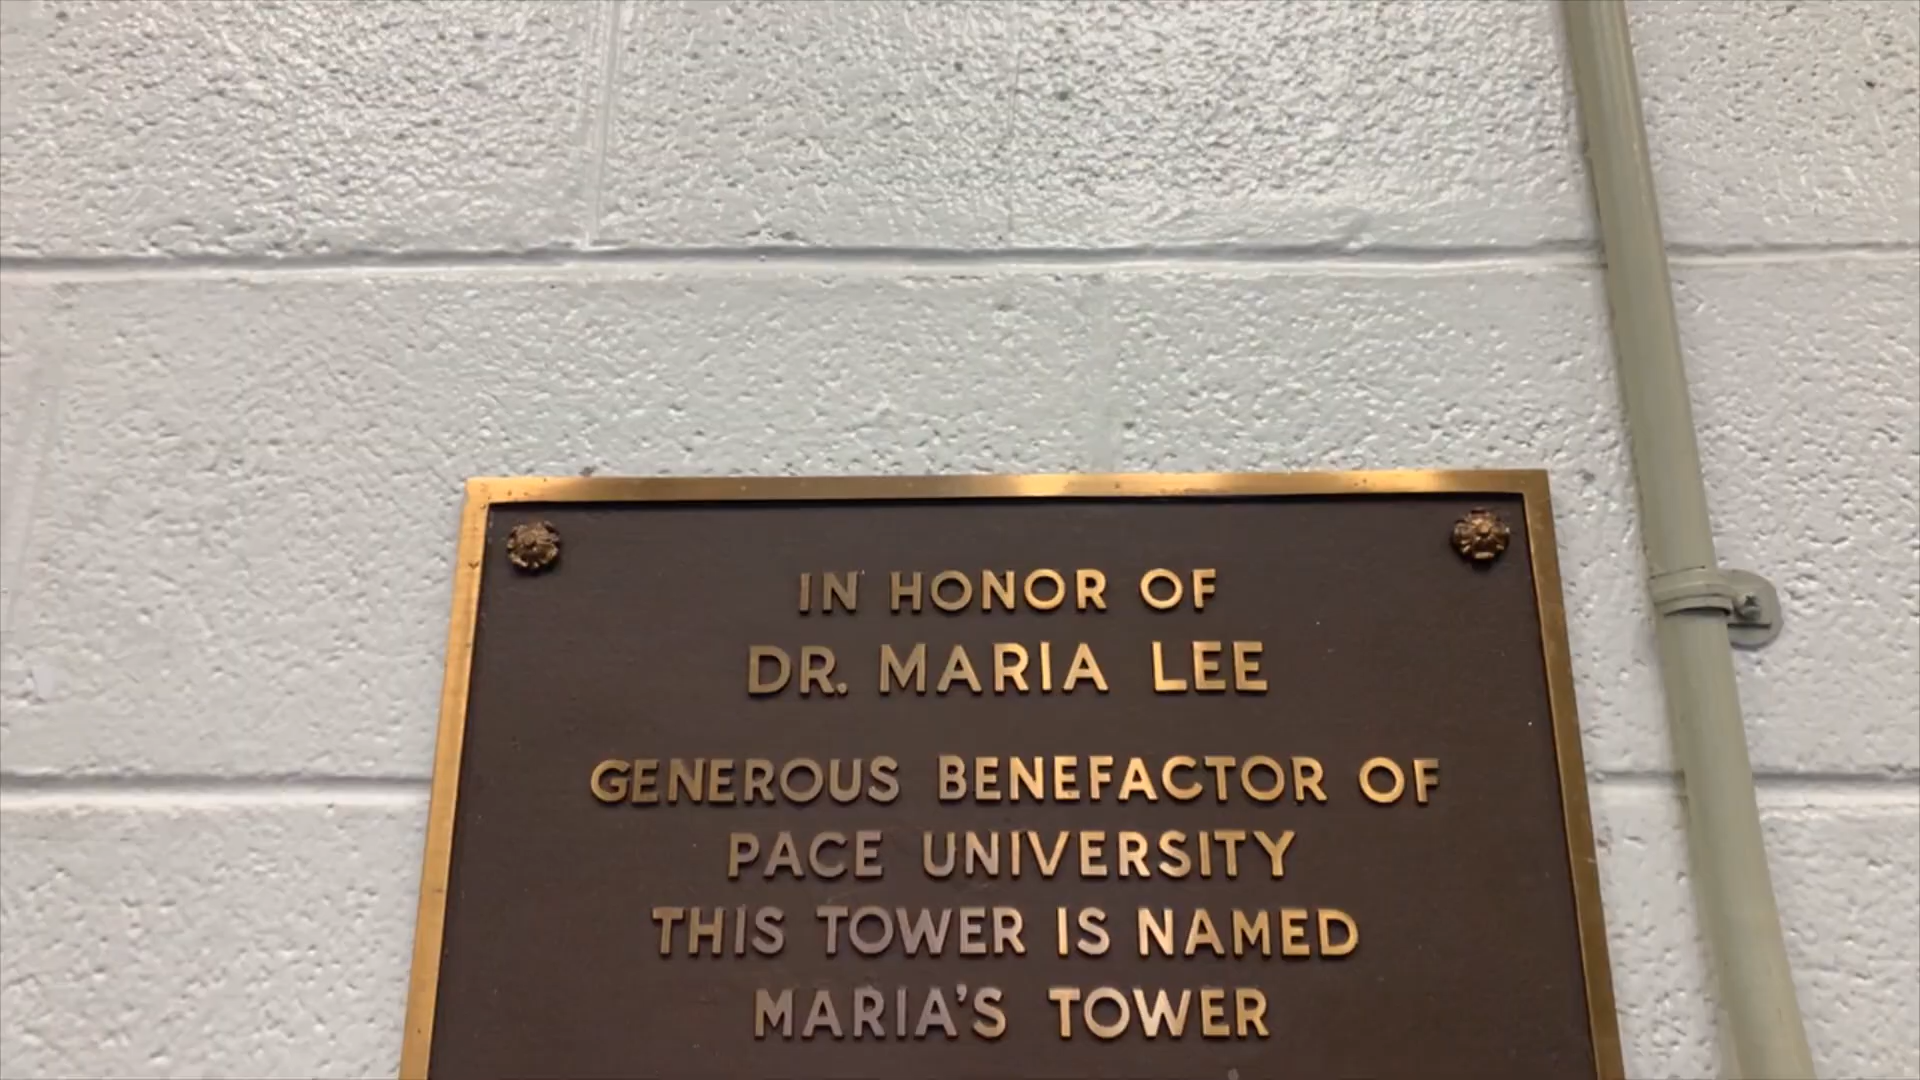 IN HONOR OF
DR. MARIA LEE
GENEROUS BENEFACTOR OF
PACE UNIVERSITY
THIS TOWER IS NAMED
MARIA'S TOWER